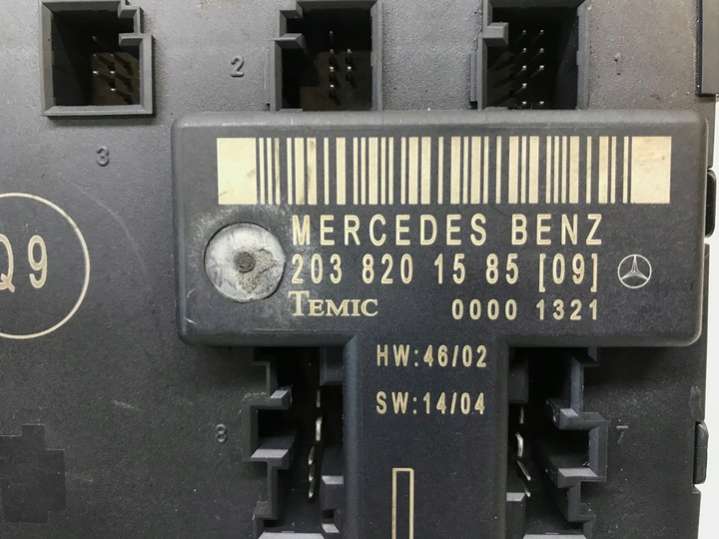 2
3
Q9
MERCEDES BENZ
203 820 15 85 [09]
TEMIC 0000 1321
HW:46/02
SW:14/04
8
7